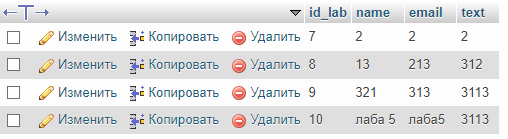 id_lab name email text
Изменить Копировать Удалить 7 2 2 2
Изменить Копировать Удалить 8 13 213 312
Изменить Копировать Удалить 9 321 313 3113
Изменить Копировать Удалить 10 лаба 5 лаба5 3113